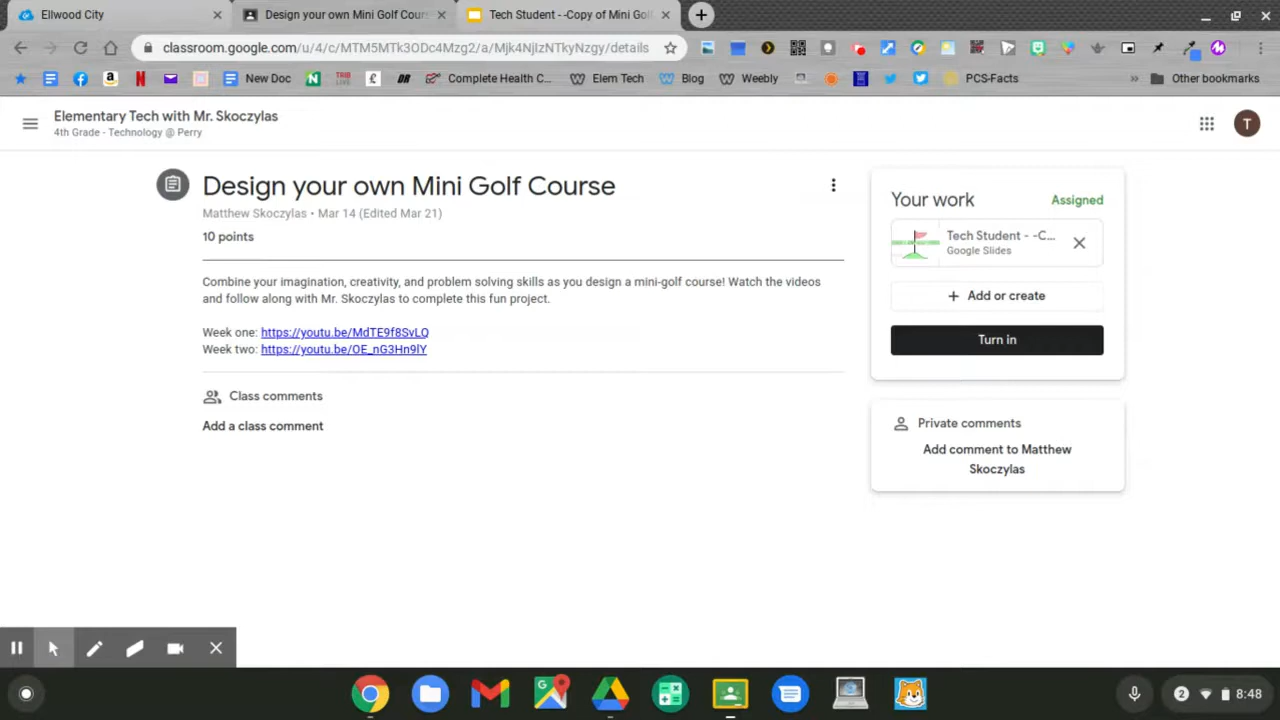 Ellwood City
Design your own Mini Golf Cours
Tech Student - -Copy of Mini Gol
classroom.google.com/u/4/c/MTM5MTk3ODc4Mzg2/a/Mjk4NjIzNTkyNzgy/details
New Doc
Complete Health C...
Elem Tech
Blog
Weebly
PCS-Facts
Other bookmarks
Elementary Tech with Mr. Skoczylas
4th Grade - Technology @ Perry
T
Design your own Mini Golf Course
Matthew Skoczylas • Mar 14 (Edited Mar 21)
10 points
Combine your imagination, creativity, and problem solving skills as you design a mini-golf course! Watch the videos
and follow along with Mr. Skoczylas to complete this fun project.
Week one: https://youtu.be/MdTE9f8SvLQ
Week two: https://youtu.be/OE_nG3Hn9lY
Class comments
Add a class comment
Your work
Assigned
Tech Student - -C...
Google Slides
+ Add or create
Turn in
Private comments
Add comment to Matthew
Skoczylas
2
8:48